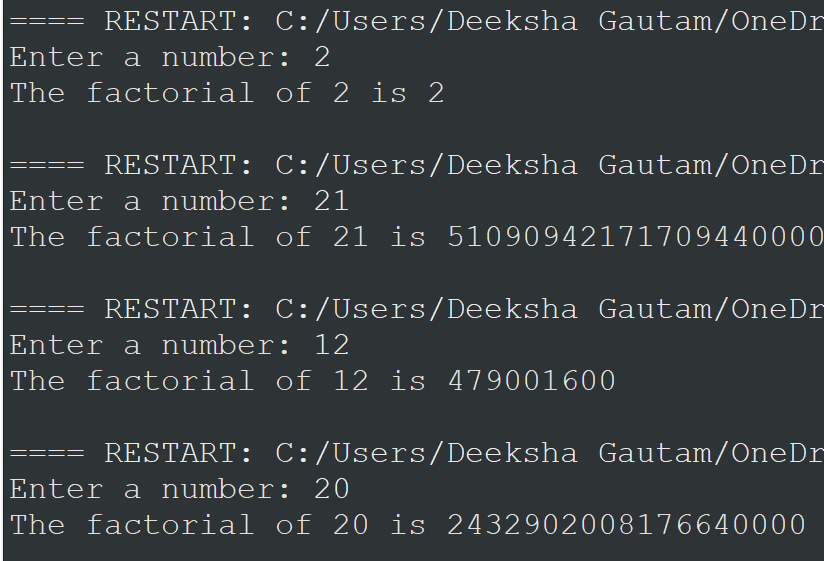 ==== RESTART: C:/Users/Deeksha Gautam/OneDr
Enter a number: 2
The factorial of 2 is 2
==== RESTART: C:/Users/Deeksha Gautam/OneDr
Enter a number: 21
The factorial of 21 is 51090942171709440000
==== RESTART: C:/Users/Deeksha Gautam/OneDr
Enter a number: 12
The factorial of 12 is 479001600
==== RESTART: C:/Users/Deeksha Gautam/OneDr
Enter a number: 20
The factorial of 20 is 2432902008176640000